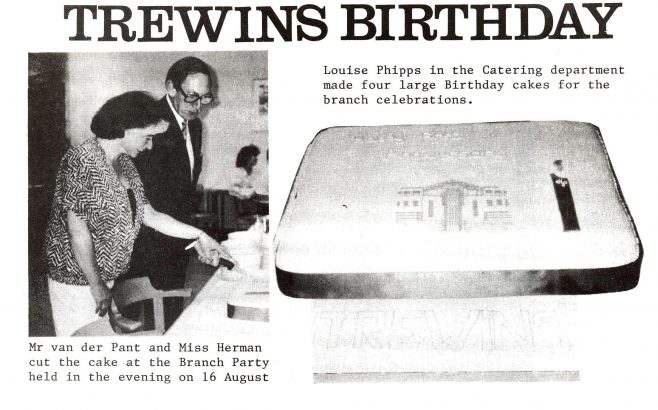 TREWINS BIRTHDAY
Louise Phipps in the Catering department
made four large Birthday cakes for the
branch celebrations.
TREWINS
Mr van der Pant and Miss Herman
cut the cake at the Branch Party
held in the evening on 16 August